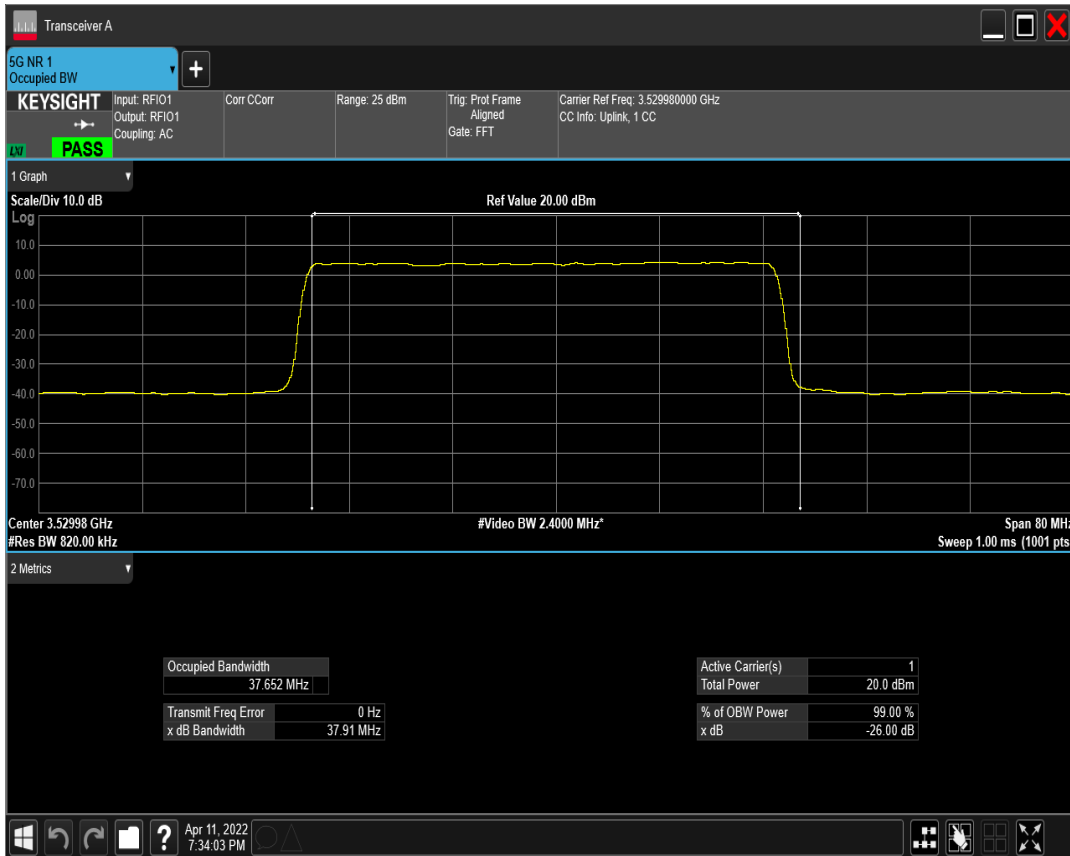 Transceiver A
5G NR 1
Occupied BW
+
KEYSIGHT
LXI
PASS
Input: RFIO1
Output: RFIO1
Coupling: AC
Corr CCorr
Range: 25 dBm
Trig: Prot Frame
Aligned
Gate: FFT
Carrier Ref Freq: 3.529980000 GHz
CC Info: Uplink, 1 CC
1 Graph
Scale/Div 10.0 dB
Ref Value 20.00 dBm
Log
10.0
0.00
-10.0
-20.0
-30.0
-40.0
-50.0
-60.0
-70.0
Center 3.52998 GHz
#Video BW 2.4000 MHz*
Span 80 MHz
#Res BW 820.00 kHz
Sweep 1.00 ms (1001 pts
2 Metrics
Occupied Bandwidth
37.652 MHz
Transmit Freq Error 0 Hz
x dB Bandwidth 37.91 MHz
Active Carrier(s) 1
Total Power 20.0 dBm
% of OBW Power 99.00 %
x dB -26.00 dB
?
Apr 11, 2022
7:34:03 PM